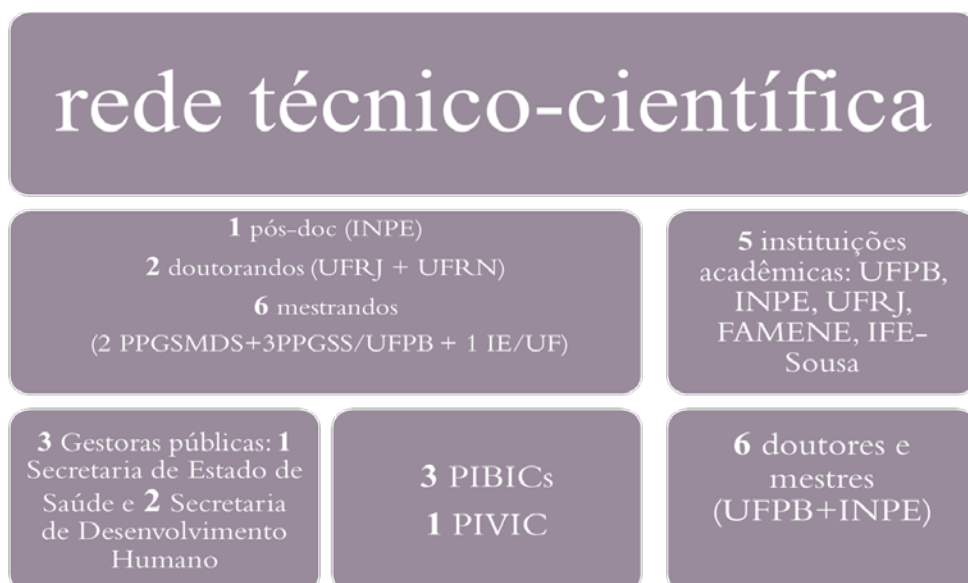 rede técnico-científica
1 pós-doc (INPE)
2 doutorandos (UFRJ + UFRN)
6 mestrandos
(2 PPGSMDS+3PPGSS/UFPB + 1 IE/UF)
5 instituições
acadêmicas: UFPB,
INPE, UFRJ,
FAMENE, IFE-
Sousa
3 Gestoras públicas: 1
Secretaria de Estado de
Saúde e 2 Secretaria
de Desenvolvimento
Humano
3 PIBICs
1 PIVIC
6 doutores e
mestres
(UFPB+INPE)